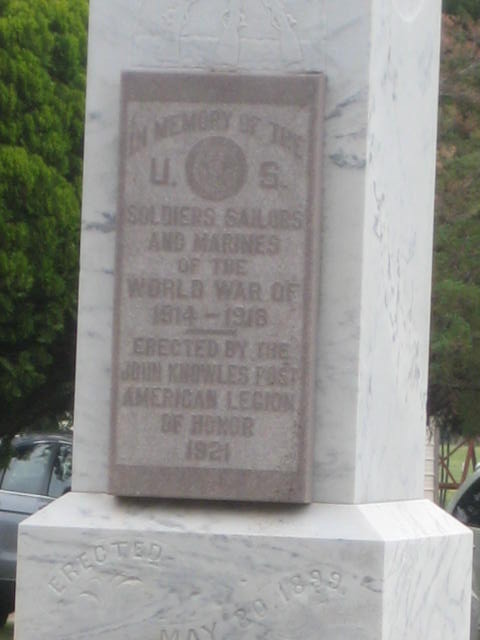 IN MEMORY OF THE
U. S.
SOLDIERS SAILORS
AND MARINES
OF THE
WORLD WAR OF
1914 - 1918
ERECTED BY THE
JOHN KNOWLES POST
AMERICAN LEGION
OF HONOR
1921
ERECTED
MAY 30, 1899